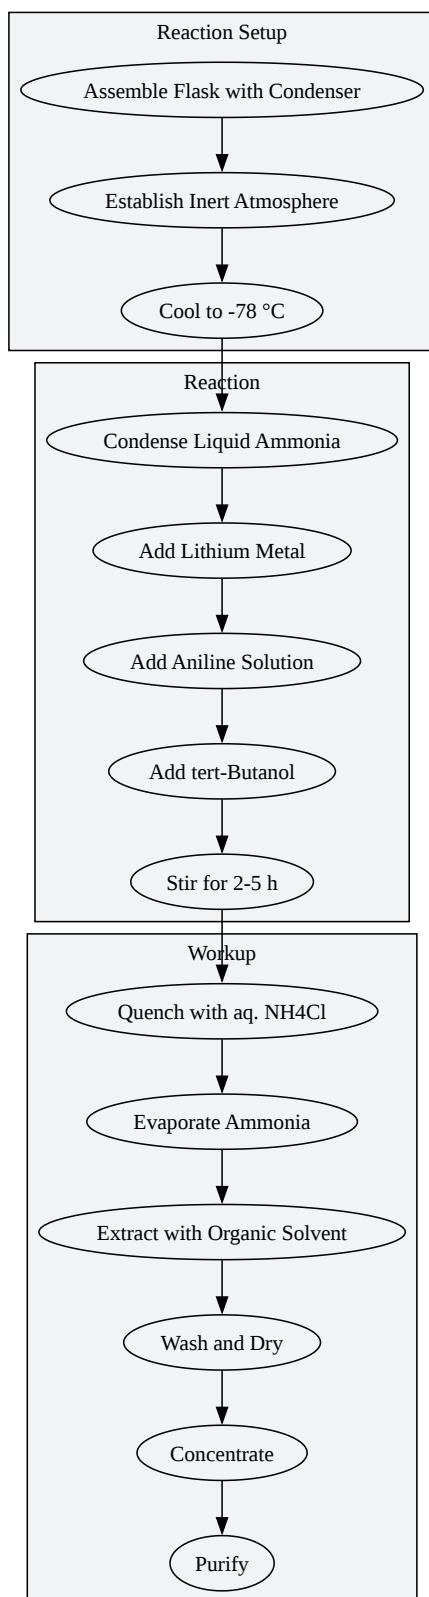 Reaction Setup
Assemble Flask with Condenser
Establish Inert Atmosphere
Cool to -78 °C
Reaction
Condense Liquid Ammonia
Add Lithium Metal
Add Aniline Solution
Add tert-Butanol
Stir for 2-5 h
Workup
Quench with aq. NH4Cl
Evaporate Ammonia
Extract with Organic Solvent
Wash and Dry
Concentrate
Purify